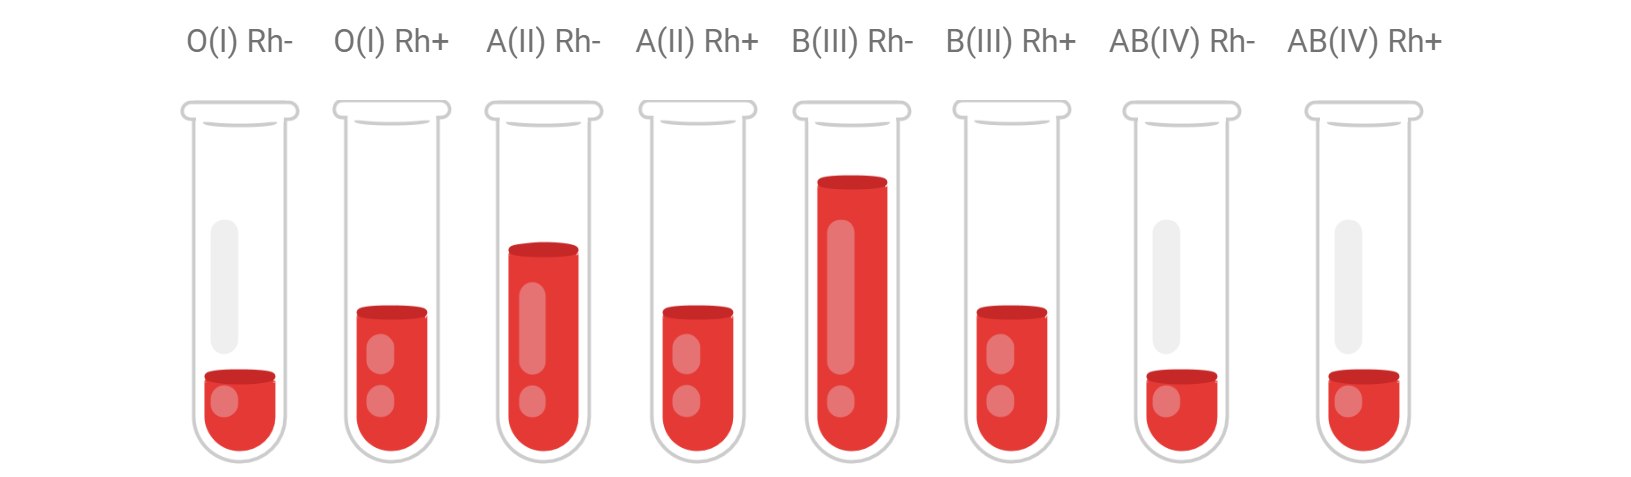 O(I) Rh- O(I) Rh+ A(II) Rh- A(II) Rh+ B(III) Rh- B(III) Rh+ AB(IV) Rh- AB(IV) Rh+